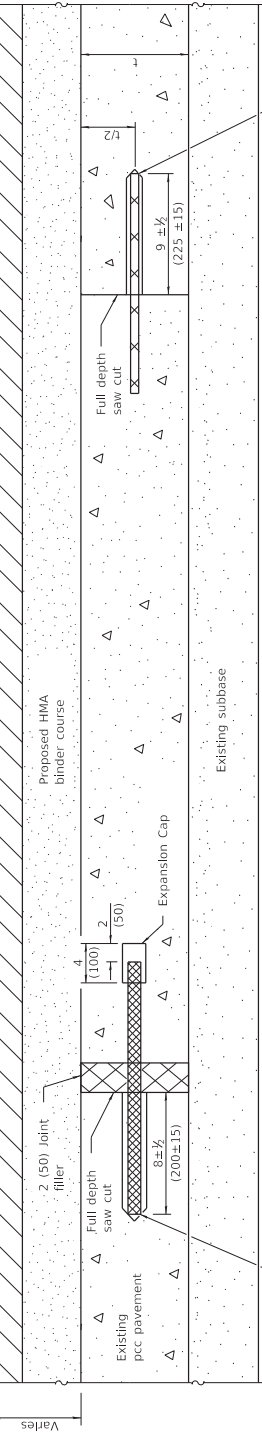 Varies
Proposed HMA
binder course
2 (50) Joint
filler
4
(100)
2
(50)
Full depth
saw cut
Existing
pcc pavement
8±½
(200±15)
Expansion Cap
Full depth
saw cut
t/2
t
9 ±½
(225 ±15)
Existing subbase